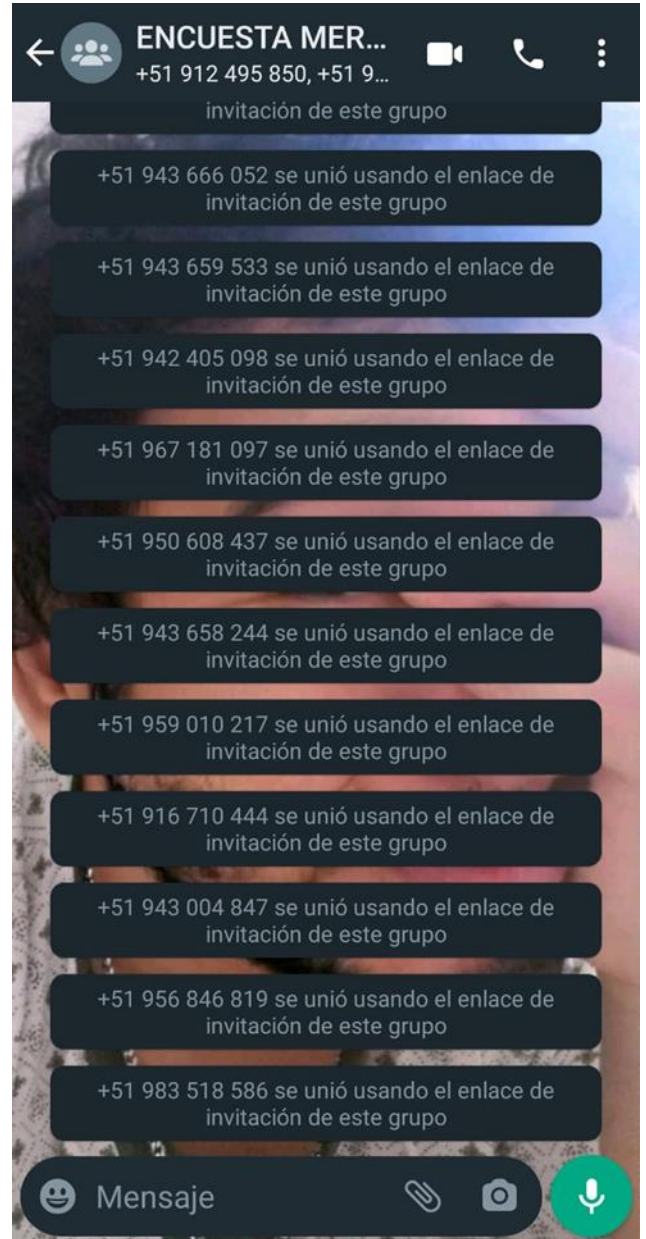 ENCUESTA MER...
+51 912 495 850, +51 9...
invitación de este grupo
+51 943 666 052 se unió usando el enlace de
invitación de este grupo
+51 943 659 533 se unió usando el enlace de
invitación de este grupo
+51 942 405 098 se unió usando el enlace de
invitación de este grupo
+51 967 181 097 se unió usando el enlace de
invitación de este grupo
+51 950 608 437 se unió usando el enlace de
invitación de este grupo
+51 943 658 244 se unió usando el enlace de
invitación de este grupo
+51 959 010 217 se unió usando el enlace de
invitación de este grupo
+51 916 710 444 se unió usando el enlace de
invitación de este grupo
+51 943 004 847 se unió usando el enlace de
invitación de este grupo
+51 956 846 819 se unió usando el enlace de
invitación de este grupo
+51 983 518 586 se unió usando el enlace de
invitación de este grupo
Mensaje